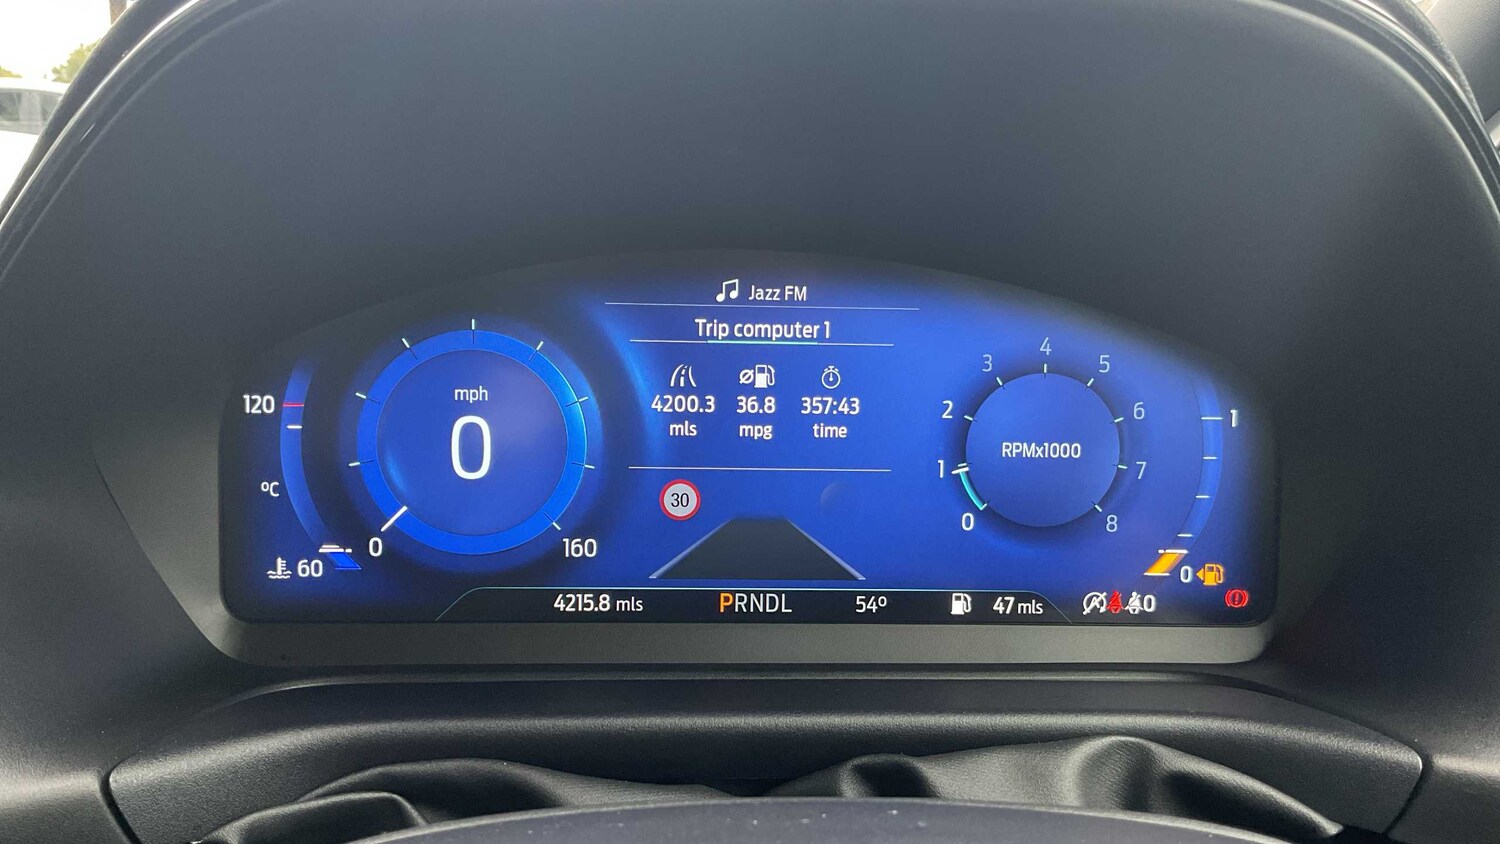 Jazz FM
Trip computer 1
4200.3 36.8 357:43
mls mpg time
120
°C
60
mph
0
0 160
30
0 1 2 3 4 5 6 7 8
RPMx1000
1
0
4215.8 mls PRNDL 54° 47 mls A 0